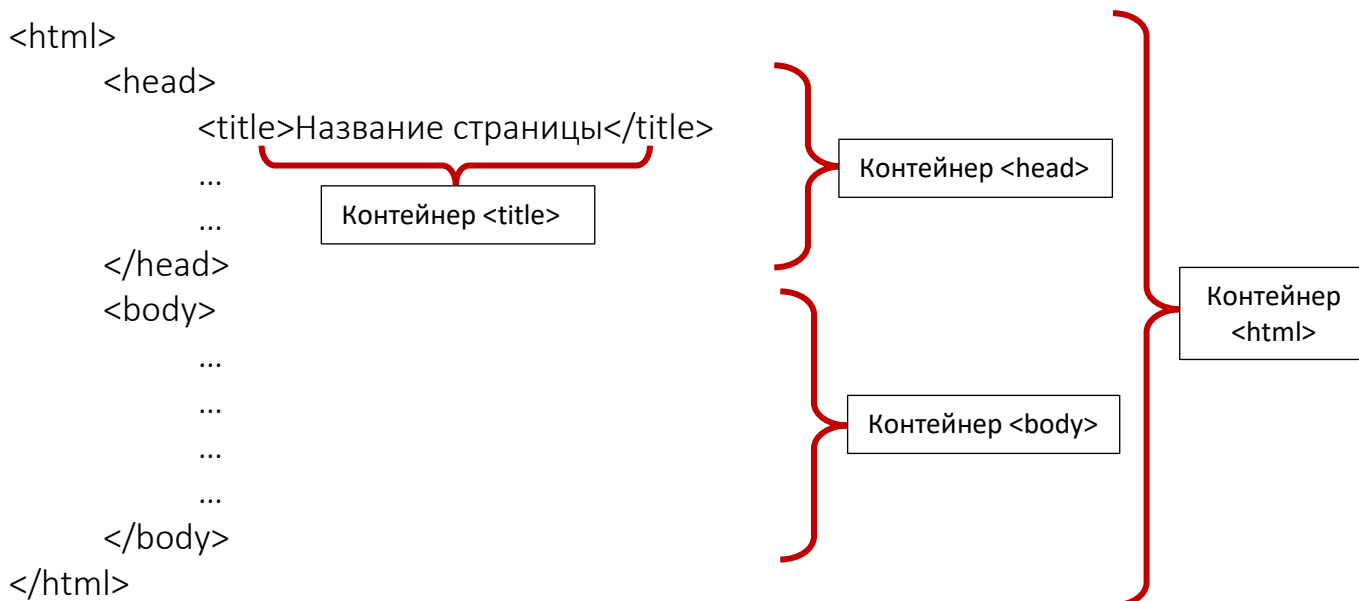 <html>
<head>
<title>Название страницы</title>
...
Контейнер <head>
Контейнер <title>
...
</head>
<body>
Контейнер
<html>
...
...
Контейнер <body>
...
...
</body>
</html>